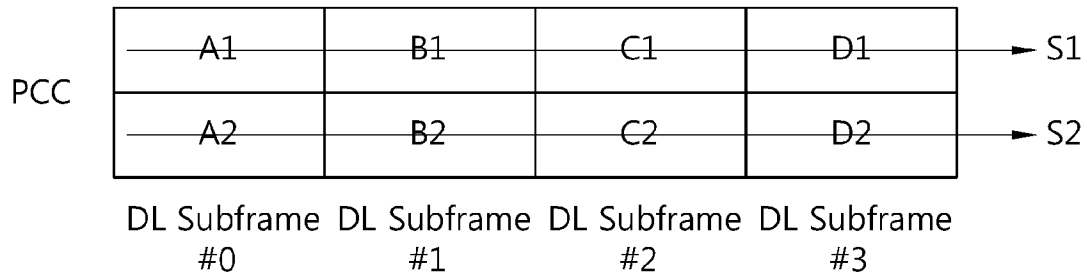 A1 B1 C1 D1 S1
PCC
A2 B2 C2 D2 S2
DL Subframe DL Subframe DL Subframe DL Subframe
#0 #1 #2 #3